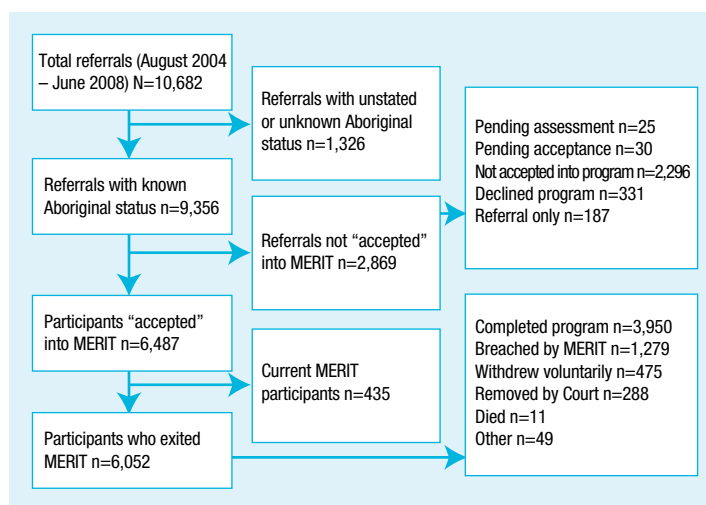 Total referrals (August 2004
– June 2008) N=10,682
Referrals with unstated
or unknown Aboriginal
status n=1,326
Referrals with known
Aboriginal status n=9,356
Referrals not “accepted”
into MERIT n=2,869
Pending assessment n=25
Pending acceptance n=30
Not accepted into program n=2,296
Declined program n=331
Referral only n=187
Participants “accepted”
into MERIT n=6,487
Current MERIT
participants n=435
Participants who exited
MERIT n=6,052
Completed program n=3,950
Breached by MERIT n=1,279
Withdrew voluntarily n=475
Removed by Court n=288
Died n=11
Other n=49